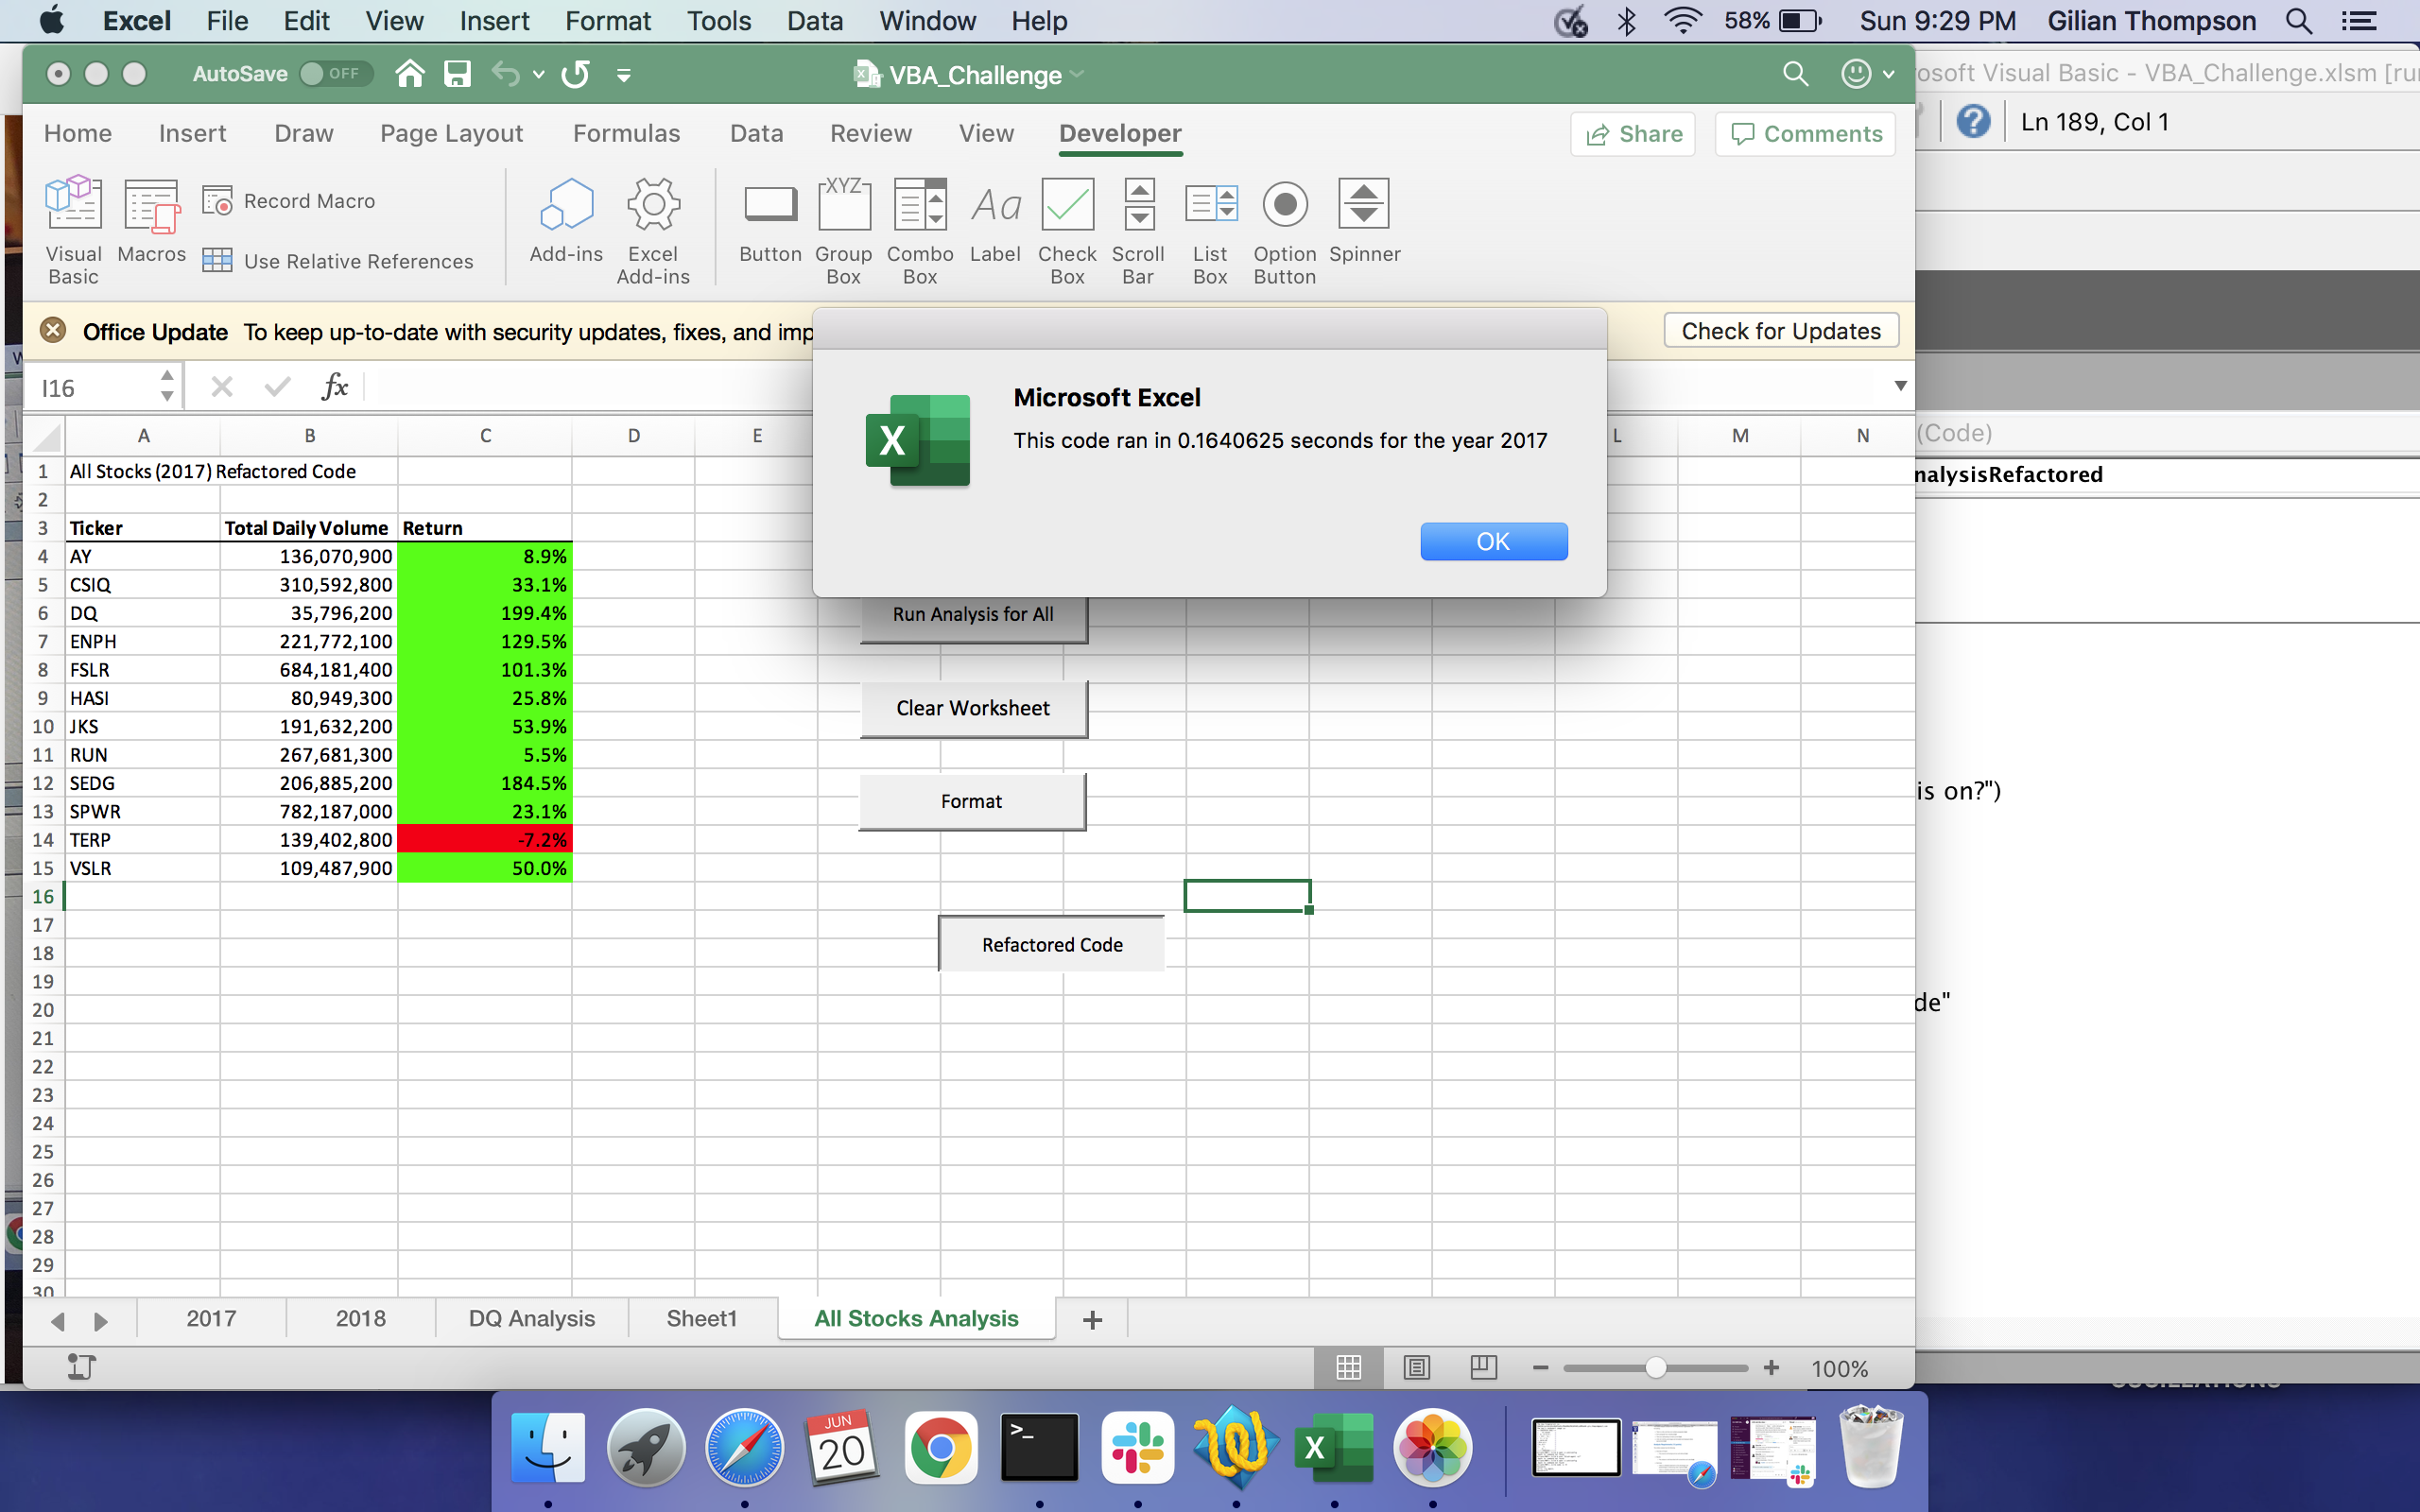 Excel File Edit View Insert Format Tools Data Window Help 58% Sun 9:29 PM Gilian Thompson
AutoSave OFF VBA_Challenge
osoft Visual Basic - VBA_Challenge.xlsm [ru
Home Insert Draw Page Layout Formulas Data Review View Developer Share Comments
Ln 189, Col 1
Visual Basic
Macros
Record Macro
Use Relative References
Add-ins
Excel Add-ins
Button
XYZ
Group Box
Combo Box
Aa
Label
Check Box
Scroll Bar
List Box
Option Button
Spinner
Office Update To keep up-to-date with security updates, fixes, and imp
Check for Updates
I16 fx
Microsoft Excel
This code ran in 0.1640625 seconds for the year 2017
OK
A B C D E L M N
(Code)
nalysisRefactored
1 All Stocks (2017) Refactored Code
2
3 Ticker Total Daily Volume Return
4 AY 136,070,900 8.9%
5 CSIQ 310,592,800 33.1%
6 DQ 35,796,200 199.4%
7 ENPH 221,772,100 129.5%
8 FSLR 684,181,400 101.3%
9 HASI 80,949,300 25.8%
10 JKS 191,632,200 53.9%
11 RUN 267,681,300 5.5%
12 SEDG 206,885,200 184.5%
13 SPWR 782,187,000 23.1%
14 TERP 139,402,800 -7.2%
15 VSLR 109,487,900 50.0%
16
17
18
19
20
21
22
23
24
25
26
27
28
29
30
Run Analysis for All
Clear Worksheet
Format
Refactored Code
is on?")
de"
2017 2018 DQ Analysis Sheet1 All Stocks Analysis +
100%
JUN
20